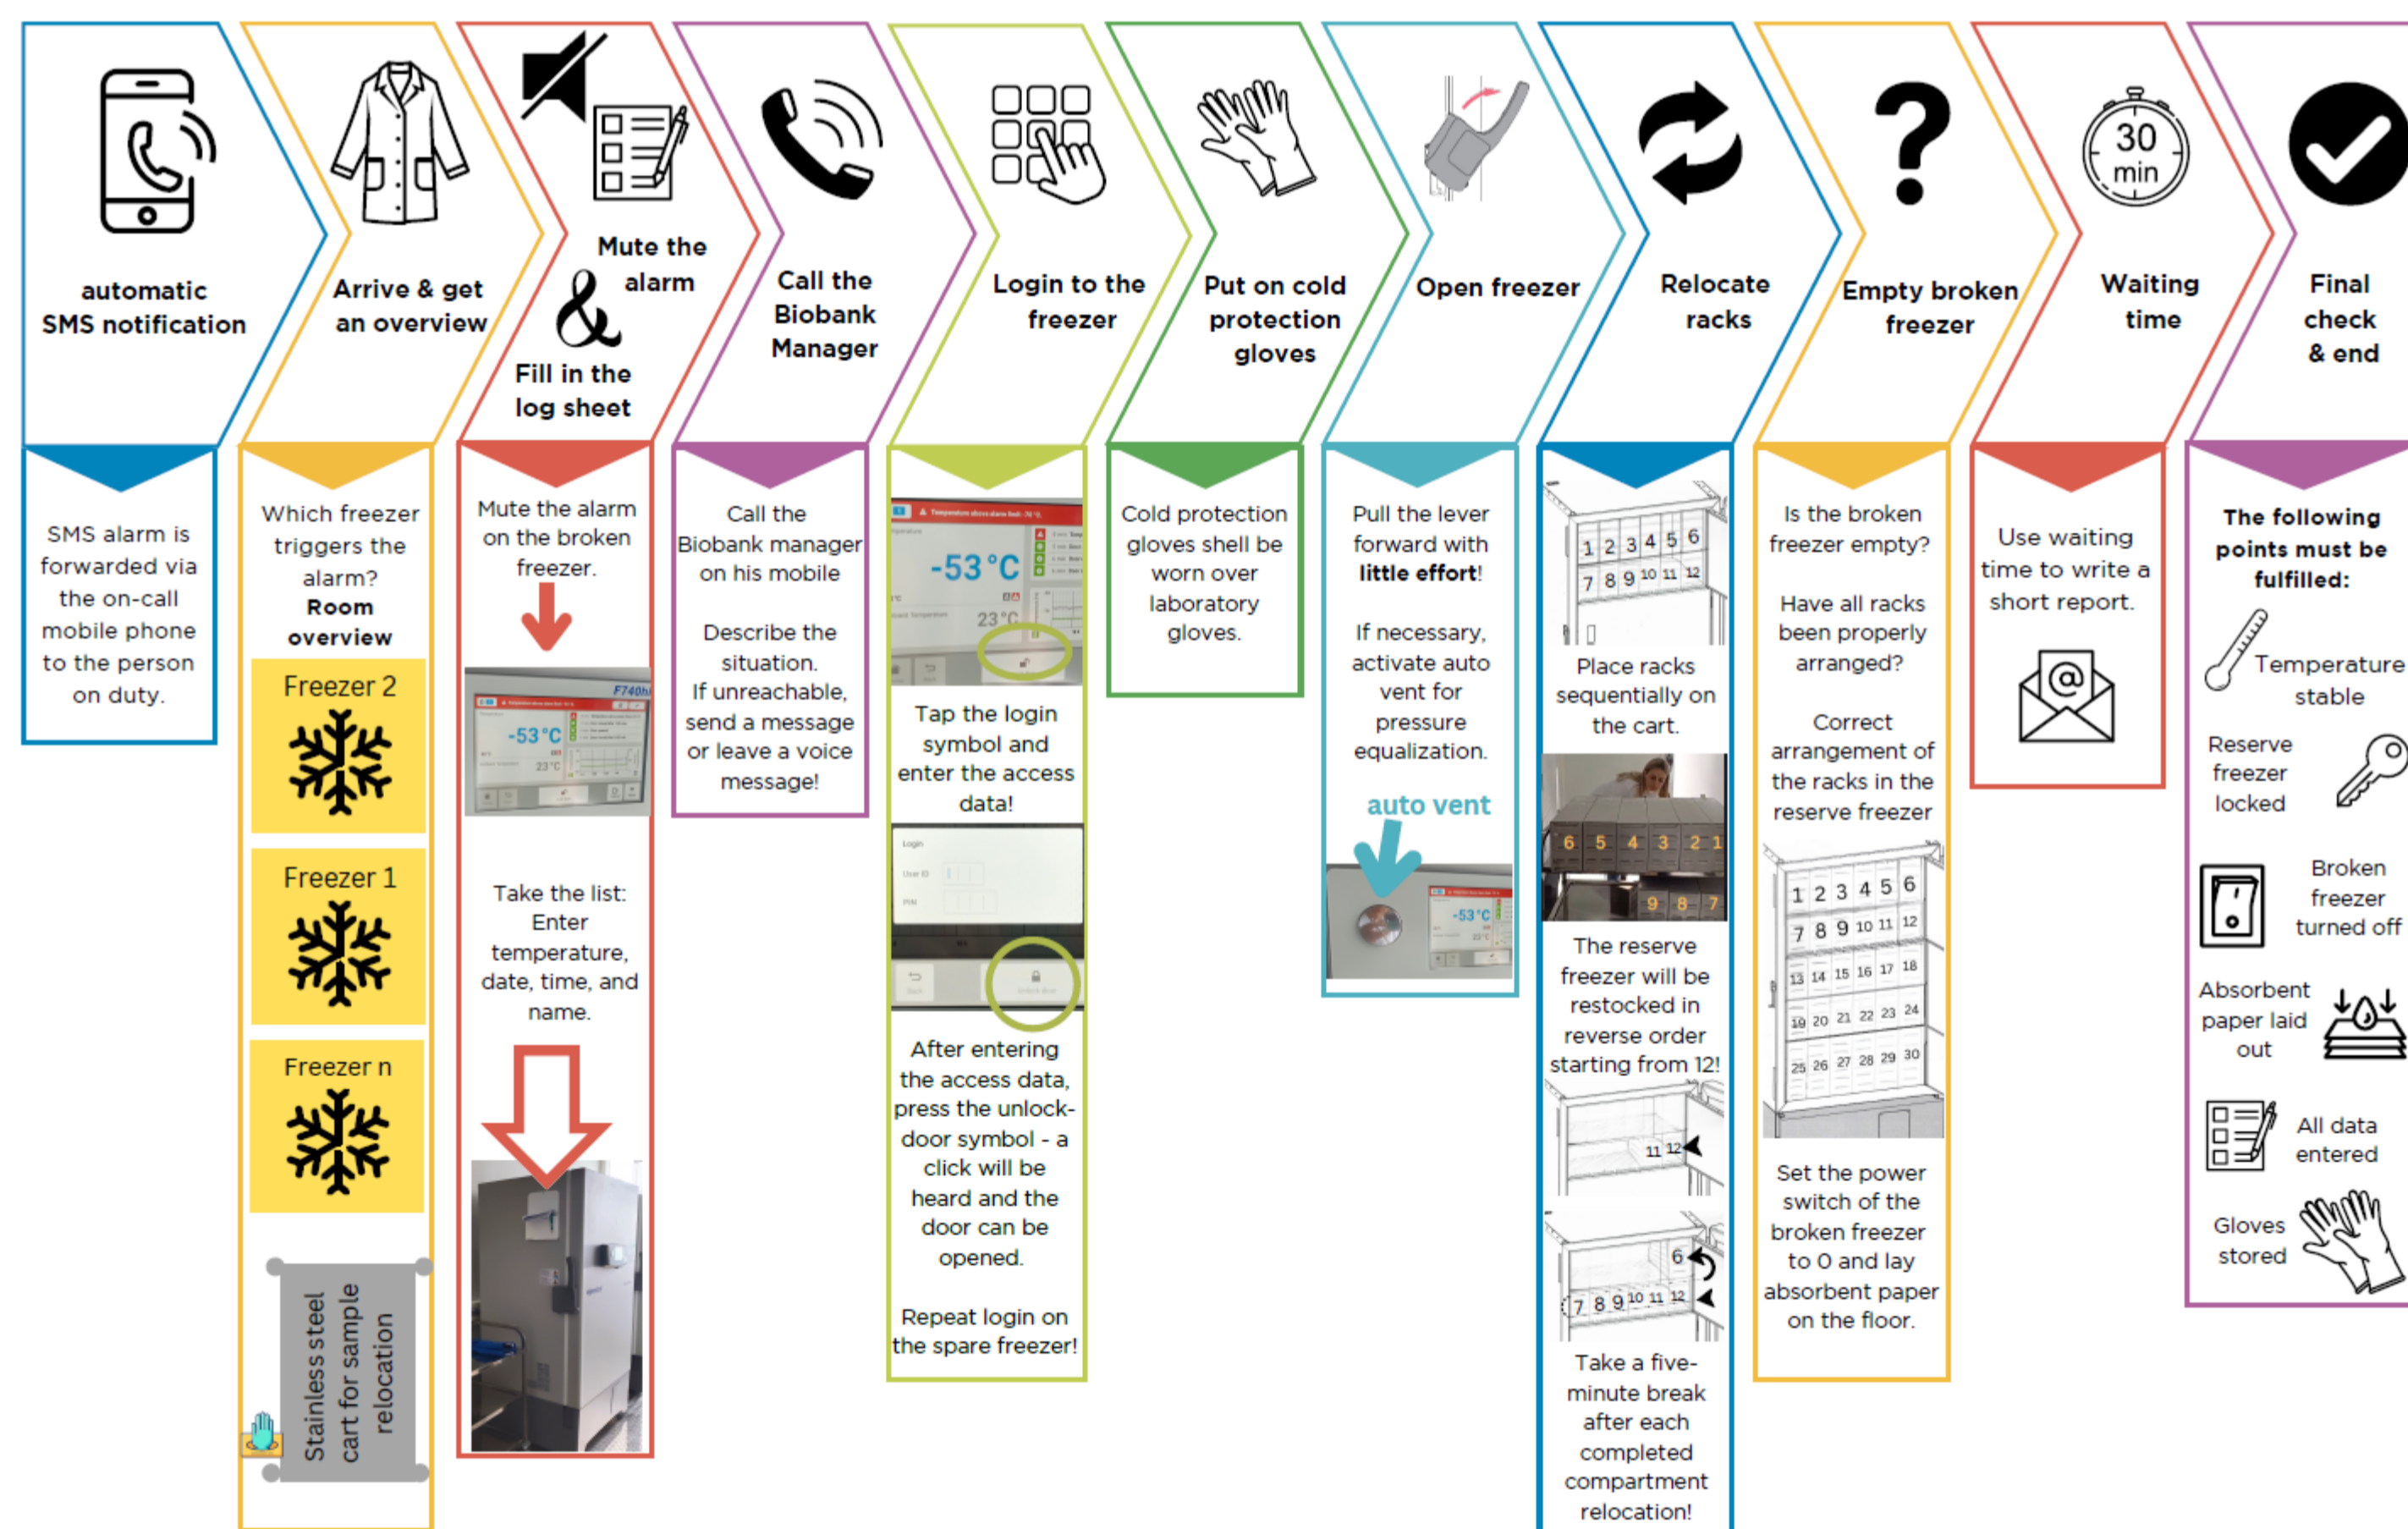 automatic
SMS notification
SMS alarm is
forwarded via
the on-call
mobile phone
to the person
on duty.
Arrive & get
an overview
Which freezer
triggers the
alarm?
Room
overview
Freezer 2
Freezer 1
Freezer n
Stainless steel
cart for sample
relocation
Mute the
alarm
&
Fill in the
log sheet
Mute the alarm
on the broken
freezer.
F740hi
-53°C
23°C
Take the list:
Enter
temperature,
date, time, and
name.
Call the
Biobank
Manager
Call the
Biobank manager
on his mobile
Describe the
situation.
If unreachable,
send a message
or leave a voice
message!
Login to the
freezer
-53°C
23°C
Tap the login
symbol and
enter the access
data!
Login
User ID
PIN
Back
Unlock door
After entering
the access data,
press the unlock-
door symbol - a
click will be
heard and the
door can be
opened.
Repeat login on
the spare freezer!
Put on cold
protection
gloves
Cold protection
gloves shell be
worn over
laboratory
gloves.
Open freezer
Pull the lever
forward with
little effort!
If necessary,
activate auto
vent for
pressure
equalization.
auto vent
-53°C
23°C
Relocate
racks
1 2 3 4 5 6
7 8 9 10 11 12
Place racks
sequentially on
the cart.
6 5 4 3 2 1
9 8 7
The reserve
freezer will be
restocked in
reverse order
starting from 12!
11 12
6
7 8 9 10 11 12
Take a five-
minute break
after each
completed
compartment
relocation!
?
Empty broken
freezer
Is the broken
freezer empty?
Have all racks
been properly
arranged?
Correct
arrangement of
the racks in the
reserve freezer
1 2 3 4 5 6
7 8 9 10 11 12
13 14 15 16 17 18
19 20 21 22 23 24
25 26 27 28 29 30
Set the power
switch of the
broken freezer
to 0 and lay
absorbent paper
on the floor.
30
min
Waiting
time
Use waiting
time to write a
short report.
@
Final
check
& end
The following
points must be
fulfilled:
Temperature
stable
Reserve
freezer
locked
Broken
freezer
turned off
Absorbent
paper laid
out
All data
entered
Gloves
stored